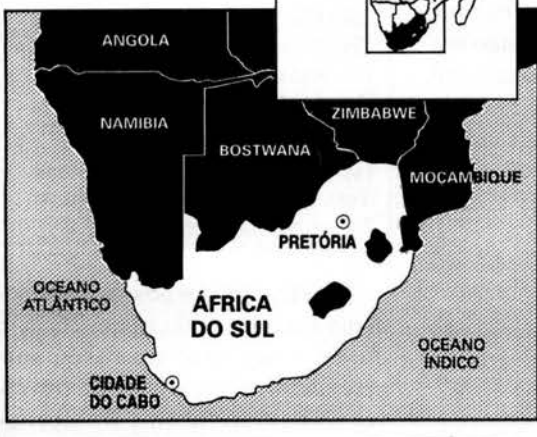 ANGOLA
ZIMBABWE
NAMIBIA
BOSTWANA
MOÇAMBIQUE
PRETÓRIA
OCEANO
ATLÂNTICO
ÁFRICA
DO SUL
OCEANO
ÍNDICO
CIDADE
DO CABO